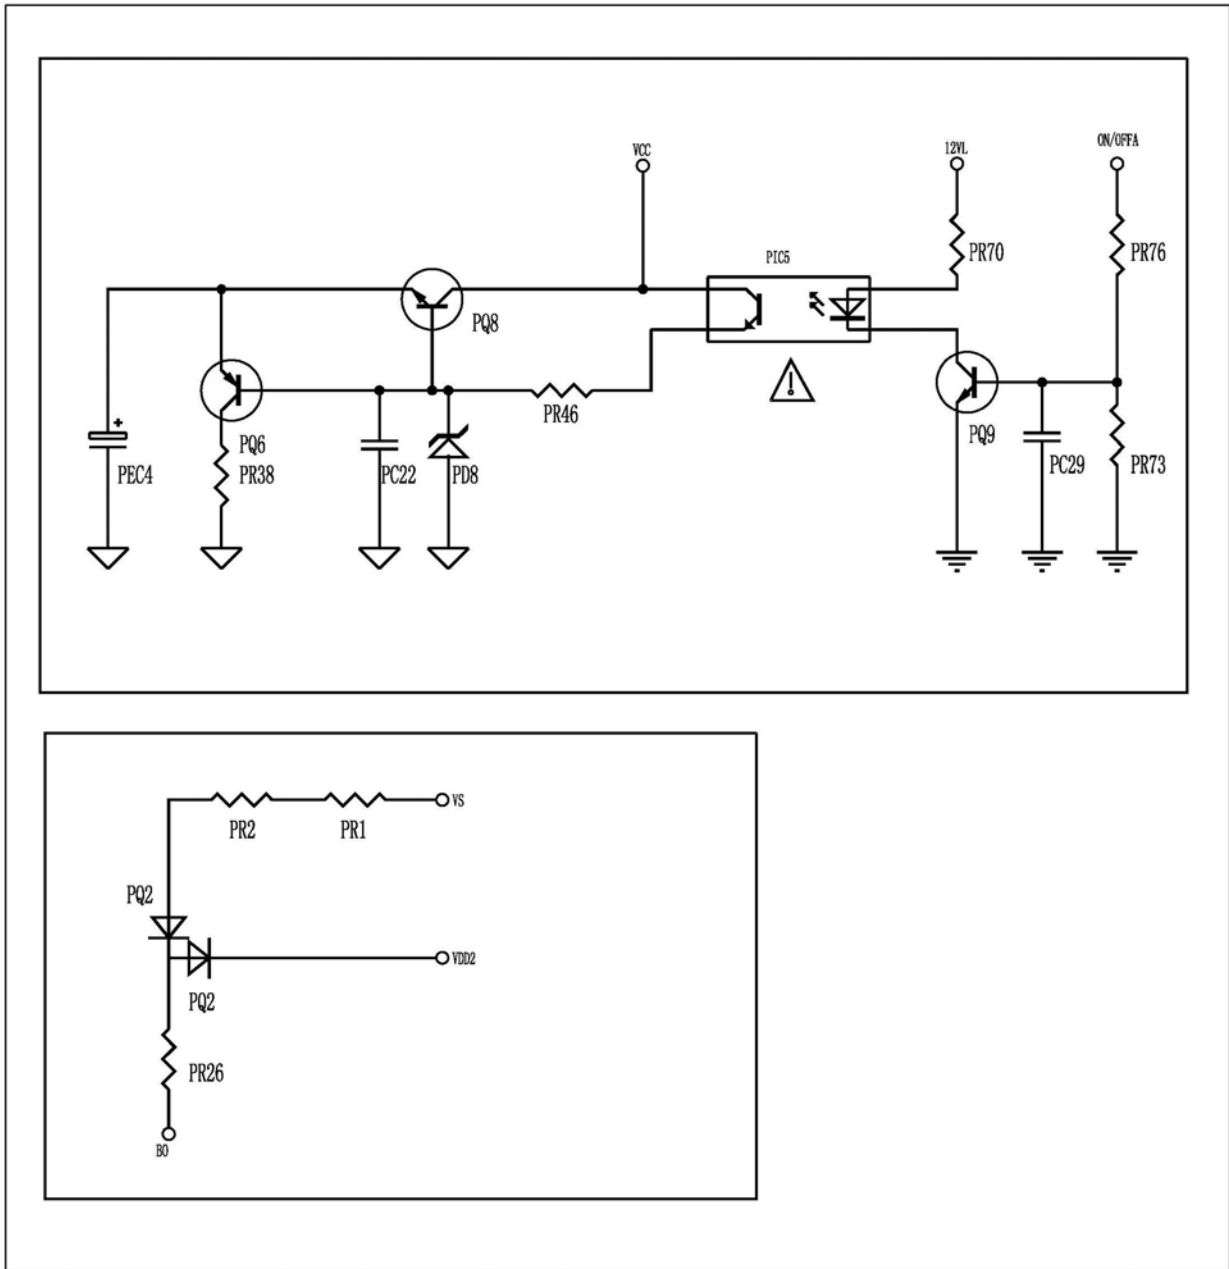 VCC
12VL
ON/OFFA
PR70
PR76
PIC5
PQ8
PR46
PQ6
PQ9
PEC4
PR38
PC22
PD8
PC29
PR73
+
!
VS
PR2
PR1
PQ2
VDD2
PQ2
PR26
BO